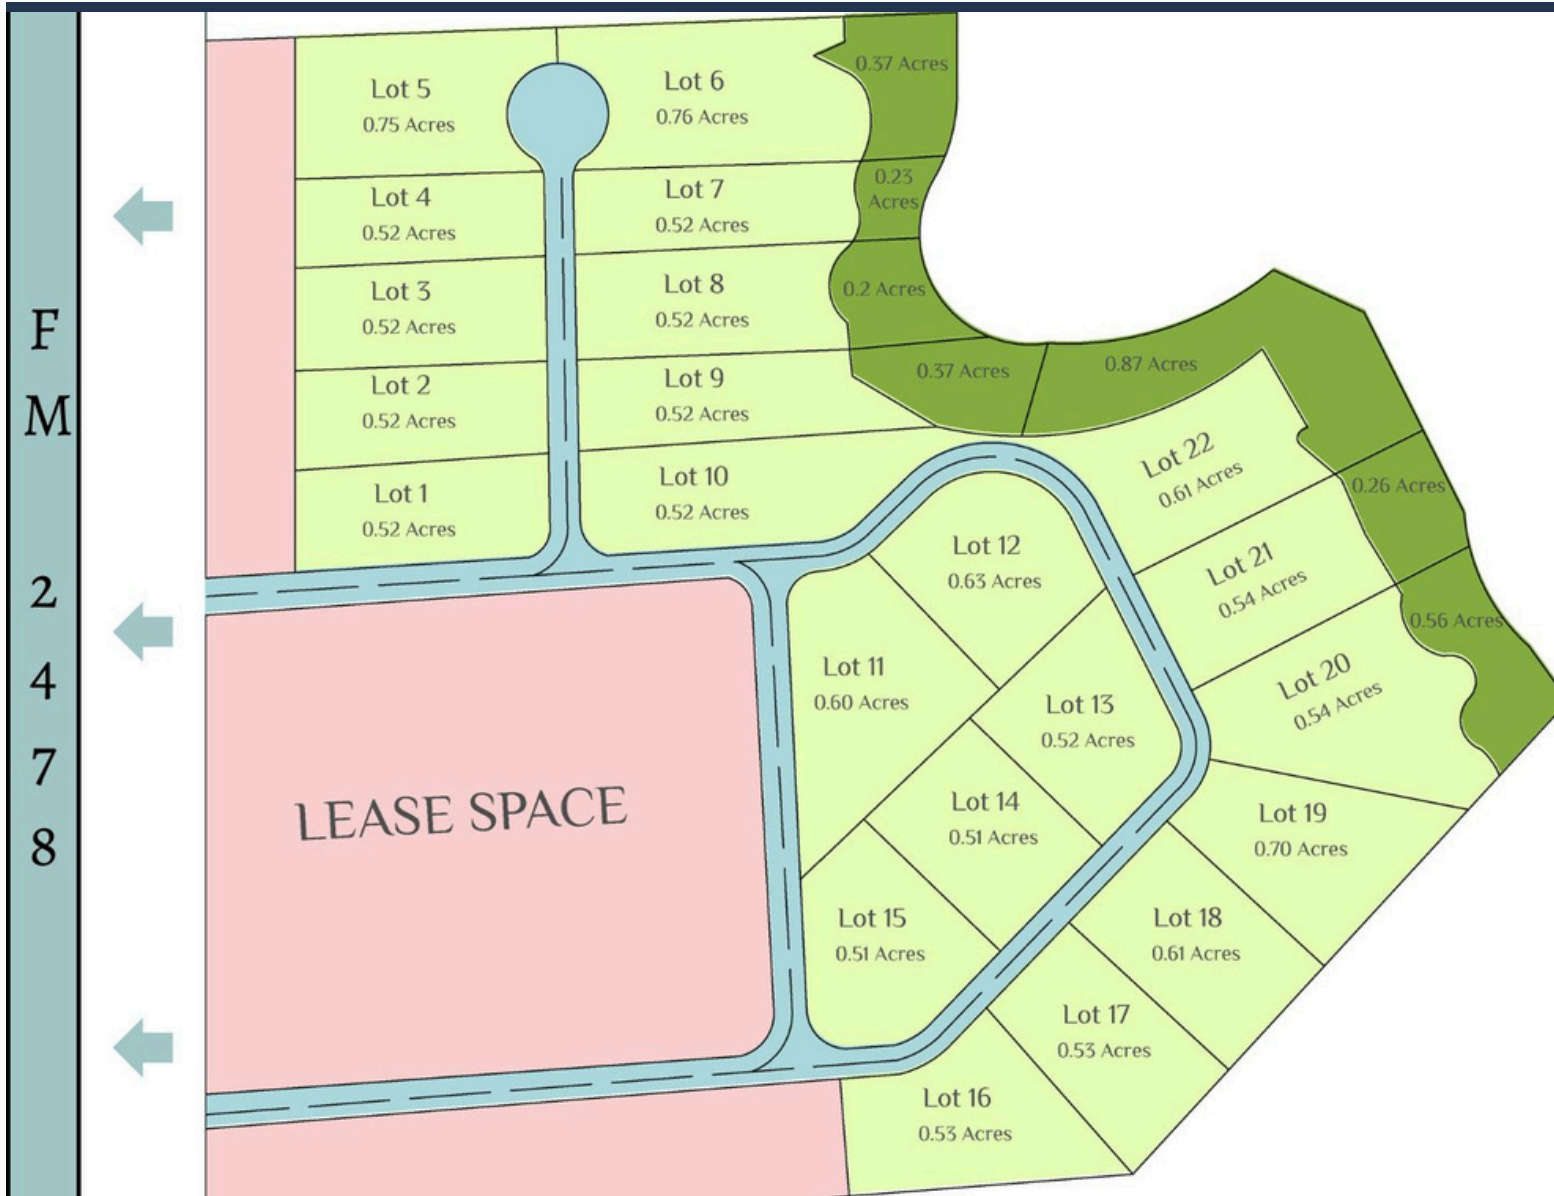 F
M
2
4
7
8
Lot 5
0.75 Acres
Lot 6
0.76 Acres
0.37 Acres
Lot 4
0.52 Acres
Lot 7
0.52 Acres
0.23
Acres
Lot 3
0.52 Acres
Lot 8
0.52 Acres
0.2 Acres
Lot 2
0.52 Acres
Lot 9
0.52 Acres
0.37 Acres
0.87 Acres
Lot 1
0.52 Acres
Lot 10
0.52 Acres
Lot 22
0.61 Acres
0.26 Acres
Lot 12
0.63 Acres
Lot 21
0.54 Acres
0.56 Acres
Lot 11
0.60 Acres
Lot 13
0.52 Acres
Lot 20
0.54 Acres
LEASE SPACE
Lot 14
0.51 Acres
Lot 19
0.70 Acres
Lot 15
0.51 Acres
Lot 18
0.61 Acres
Lot 17
0.53 Acres
Lot 16
0.53 Acres